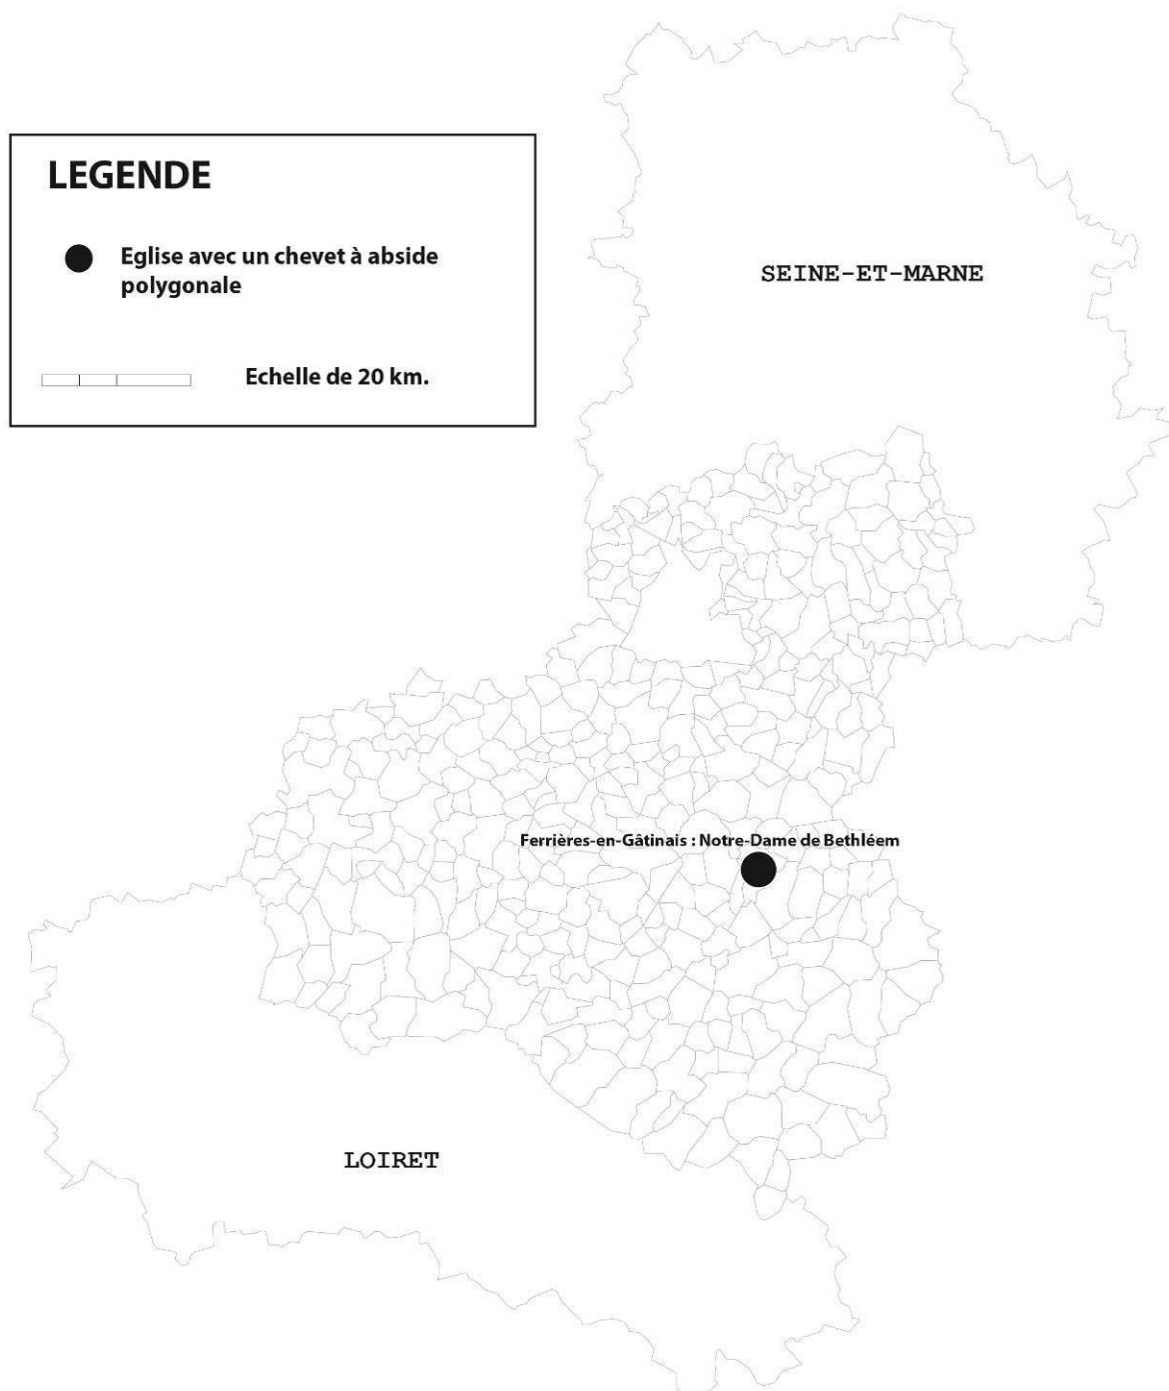 LEGENDE
Eglise avec un chevet à abside
polygonale
Echelle de 20 km.
SEINE-ET-MARNE
Ferrières-en-Gâtinais : Notre-Dame de Bethléem
LOIRET